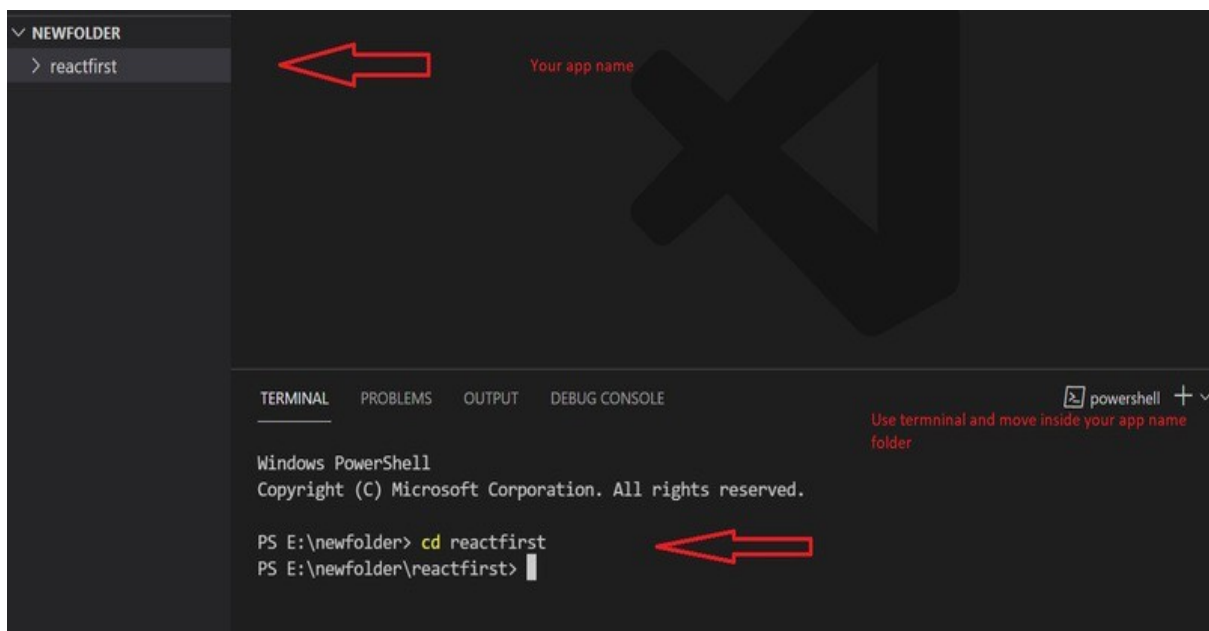 NEWFOLDER
reactfirst
Your app name
TERMINAL PROBLEMS OUTPUT DEBUG CONSOLE
powershell
Use termninal and move inside your app name
folder
Windows PowerShell
Copyright (C) Microsoft Corporation. All rights reserved.
PS E:\newfolder> cd reactfirst
PS E:\newfolder\reactfirst>